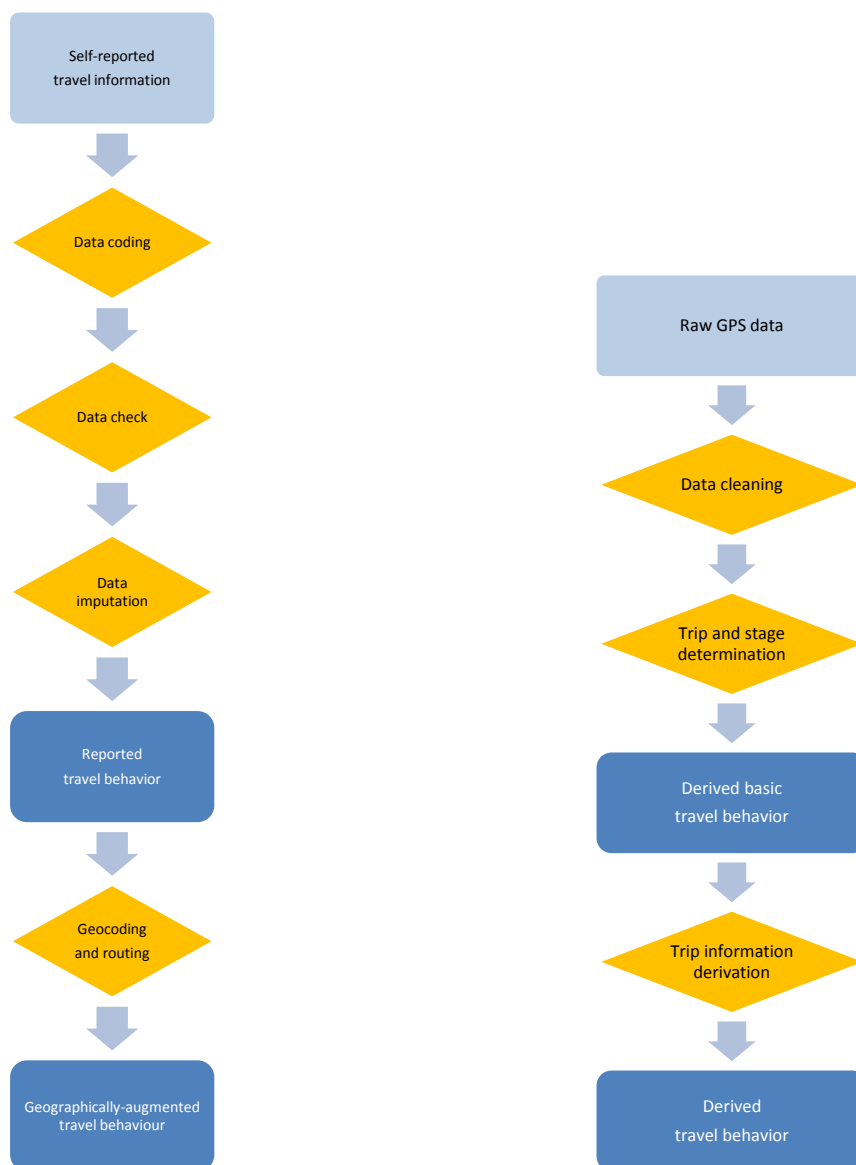 Self-reported
travel information
Data coding
Data check
Data
imputation
Reported
travel behavior
Geocoding
and routing
Geographically-augmented
travel behaviour
Raw GPS data
Data cleaning
Trip and stage
determination
Derived basic
travel behavior
Trip information
derivation
Derived
travel behavior